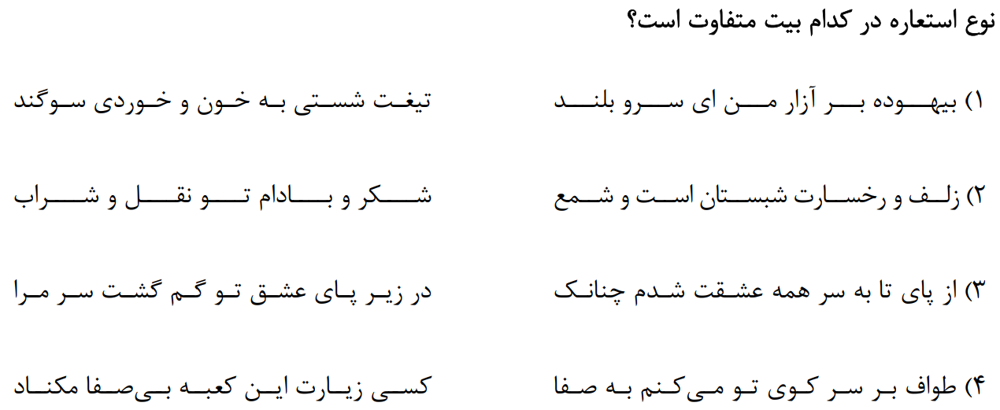 نوع استعاره در کدام بیت متفاوت است؟
۱) بیهوده بر آزار من ای سرو بلند تیغت شستی به خون و خوردی سوگند
۲) زلف و رخسارت شبستان است و شمع شکر و بادام تو نقل و شراب
۳) از پای تا به سر همه عشقت شدم چنانک در زیر پای عشق تو گم گشت سر مرا
۴) طواف بر سر کوی تو می‌کنم به صفا کسی زیارت این کعبه بی‌صفا مکناد